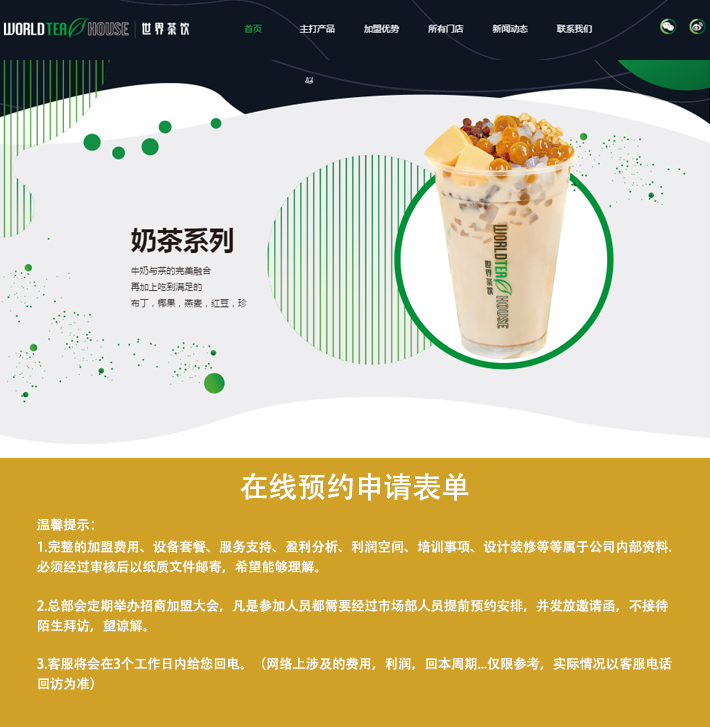 WORLD TEA HOUSE 世界茶饮
首页 主打产品 加盟优势 所有门店 新闻动态 联系我们
奶茶系列
牛奶与茶的完美融合
再加上吃到满足的
布丁，椰果，燕麦，红豆，珍
WORLD TEA HOUSE
世界茶饮
在线预约申请表单
温馨提示：
1.完整的加盟费用、设备套餐、服务支持、盈利分析、利润空间、培训事项、设计装修等等属于公司内部资料.
必须经过审核后以纸质文件邮寄，希望能够理解。
2.总部会定期举办招商加盟大会，凡是参加人员都需要经过市场部人员提前预约安排，并发放邀请函，不接待
陌生拜访，望谅解。
3.客服将会在3个工作日内给您回电。（网络上涉及的费用，利润，回本周期...仅限参考，实际情况以客服电话
回访为准）